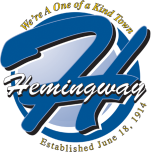 We're A One of a Kind Town
H
Hemingway
Established June 18, 1914